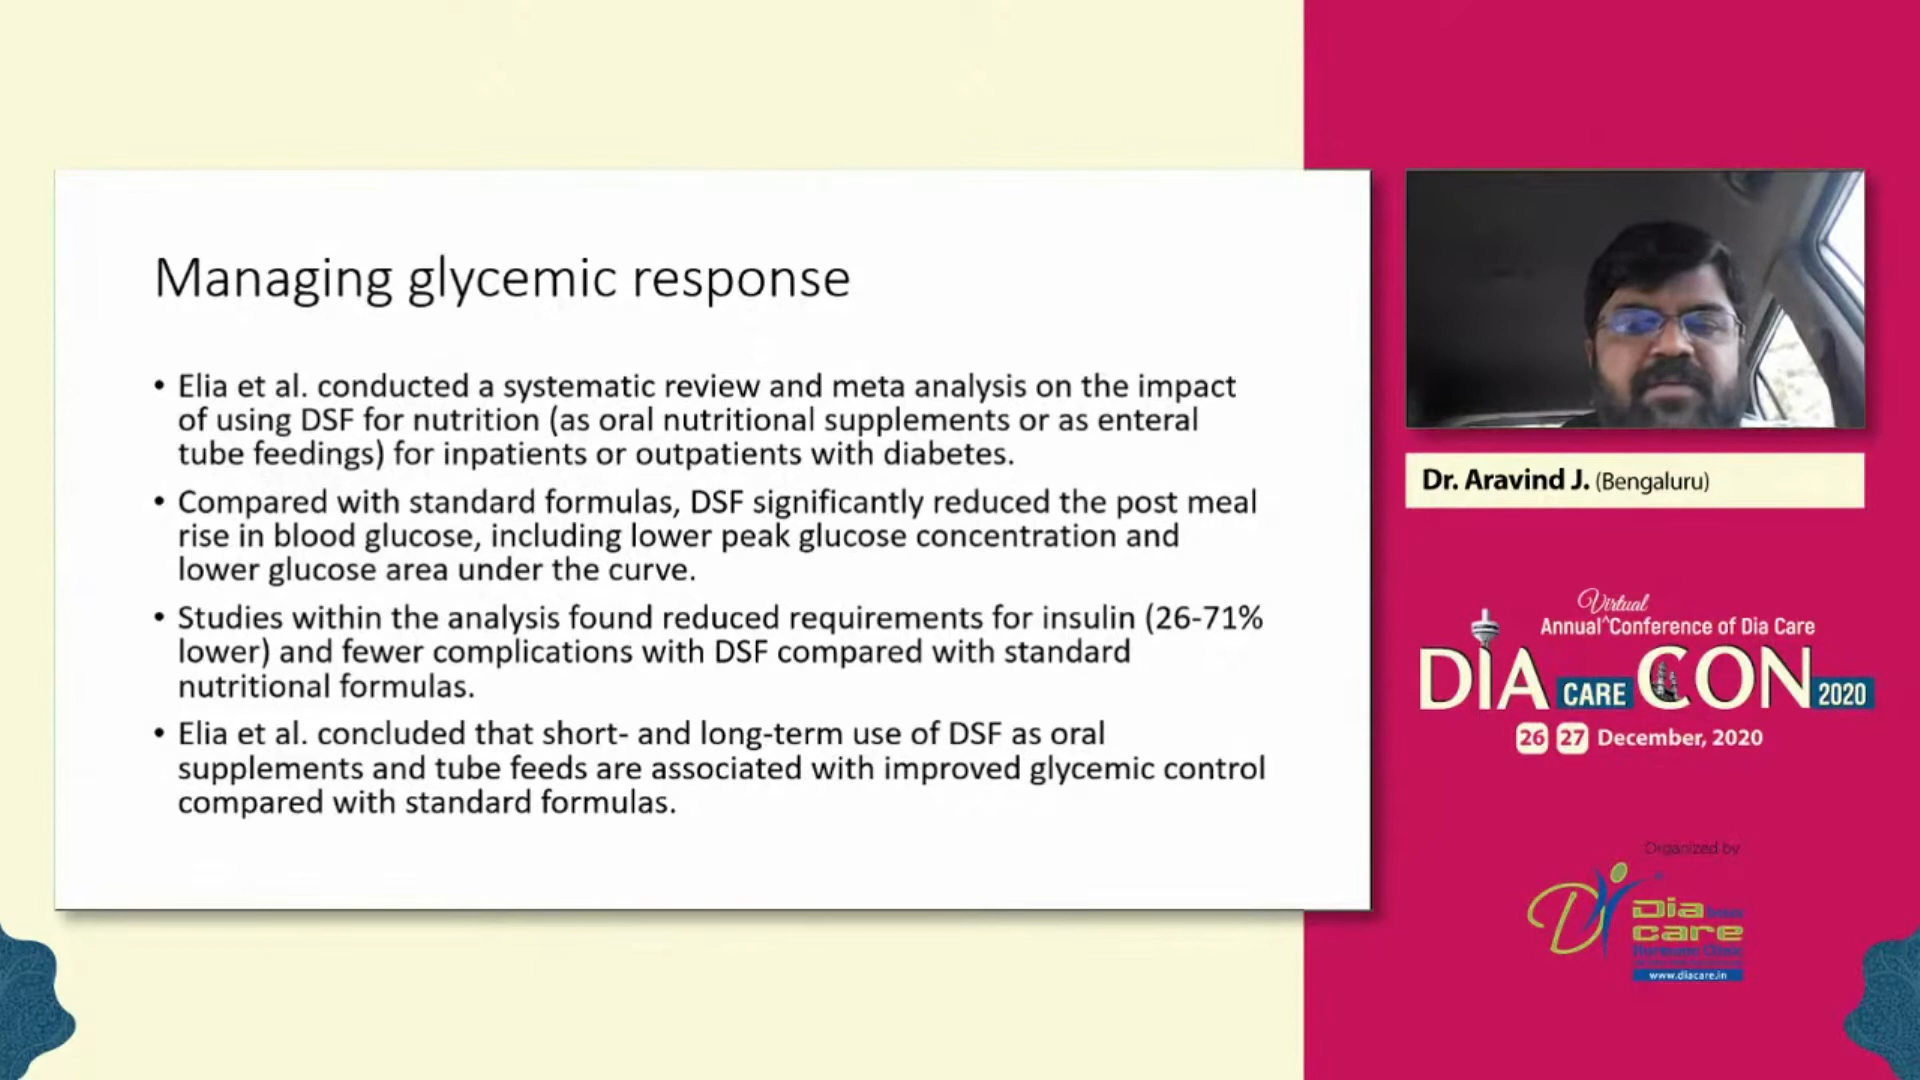 Managing glycemic response
• Elia et al. conducted a systematic review and meta analysis on the impact
of using DSF for nutrition (as oral nutritional supplements or as enteral
tube feedings) for inpatients or outpatients with diabetes.
• Compared with standard formulas, DSF significantly reduced the post meal
rise in blood glucose, including lower peak glucose concentration and
lower glucose area under the curve.
• Studies within the analysis found reduced requirements for insulin (26-71%
lower) and fewer complications with DSF compared with standard
nutritional formulas.
• Elia et al. concluded that short- and long-term use of DSF as oral
supplements and tube feeds are associated with improved glycemic control
compared with standard formulas.
Dr. Aravind J. (Bengaluru)
Virtual
Annual^Conference of Dia Care
DIA CARE CON 2020
26 27 December, 2020
Organized by
Dia
care
www.diacare.in